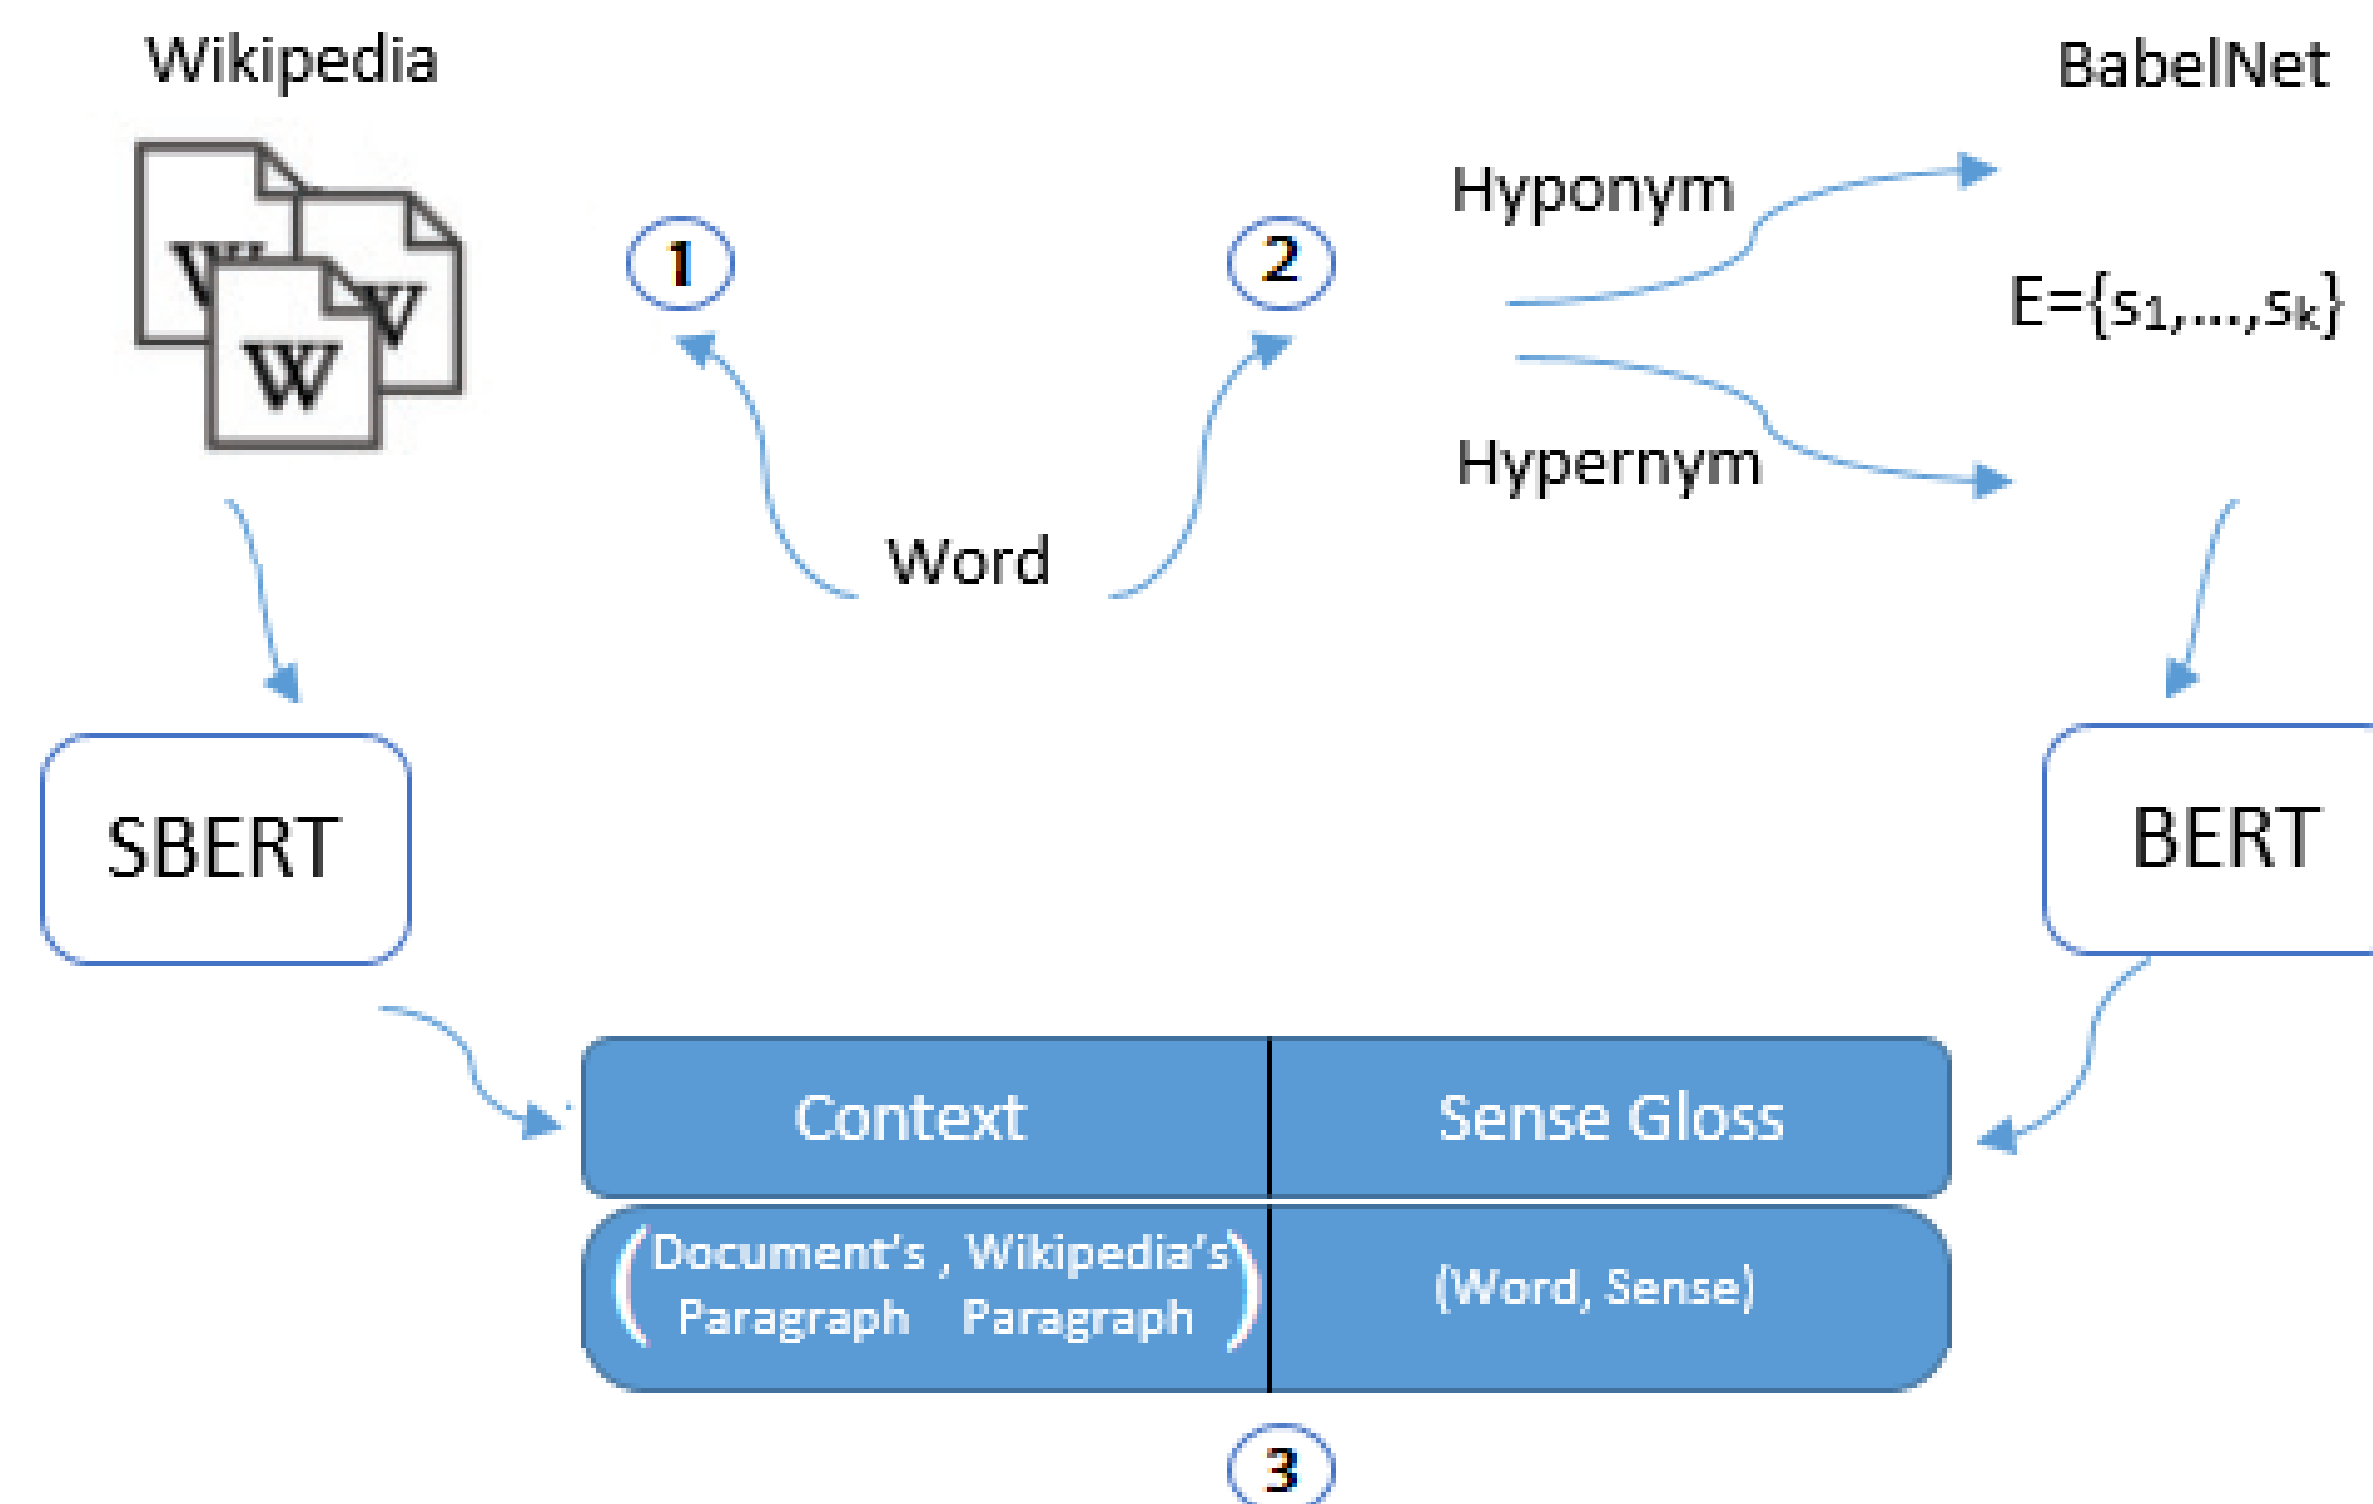 Wikipedia
BabelNet
W
W
W
1
2
Hyponym
E={s1,...,sk}
Hypernym
Word
SBERT
BERT
Context
Sense Gloss
(Document's , Wikipedia's)
Paragraph Paragraph
(Word, Sense)
3